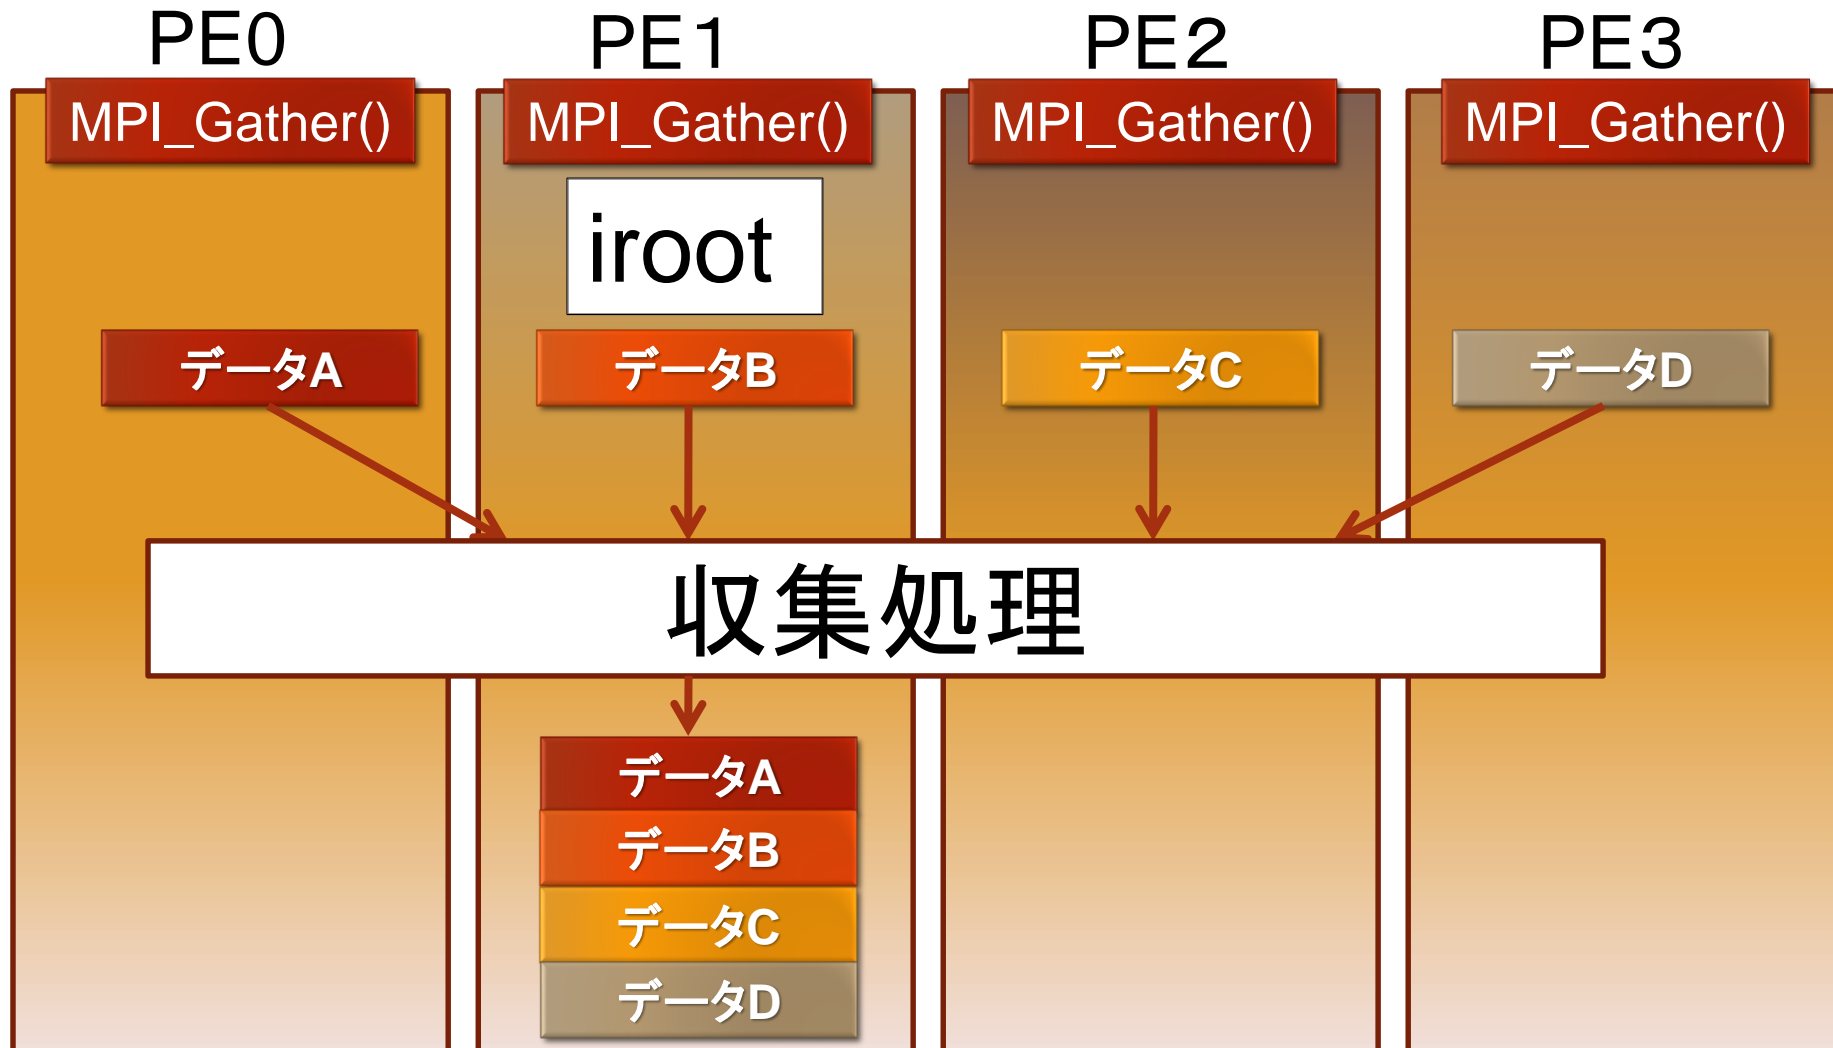 PE0
PE1
PE2
PE3
MPI_Gather()
MPI_Gather()
MPI_Gather()
MPI_Gather()
iroot
データA
データB
データC
データD
収集処理
データA
データB
データC
データD